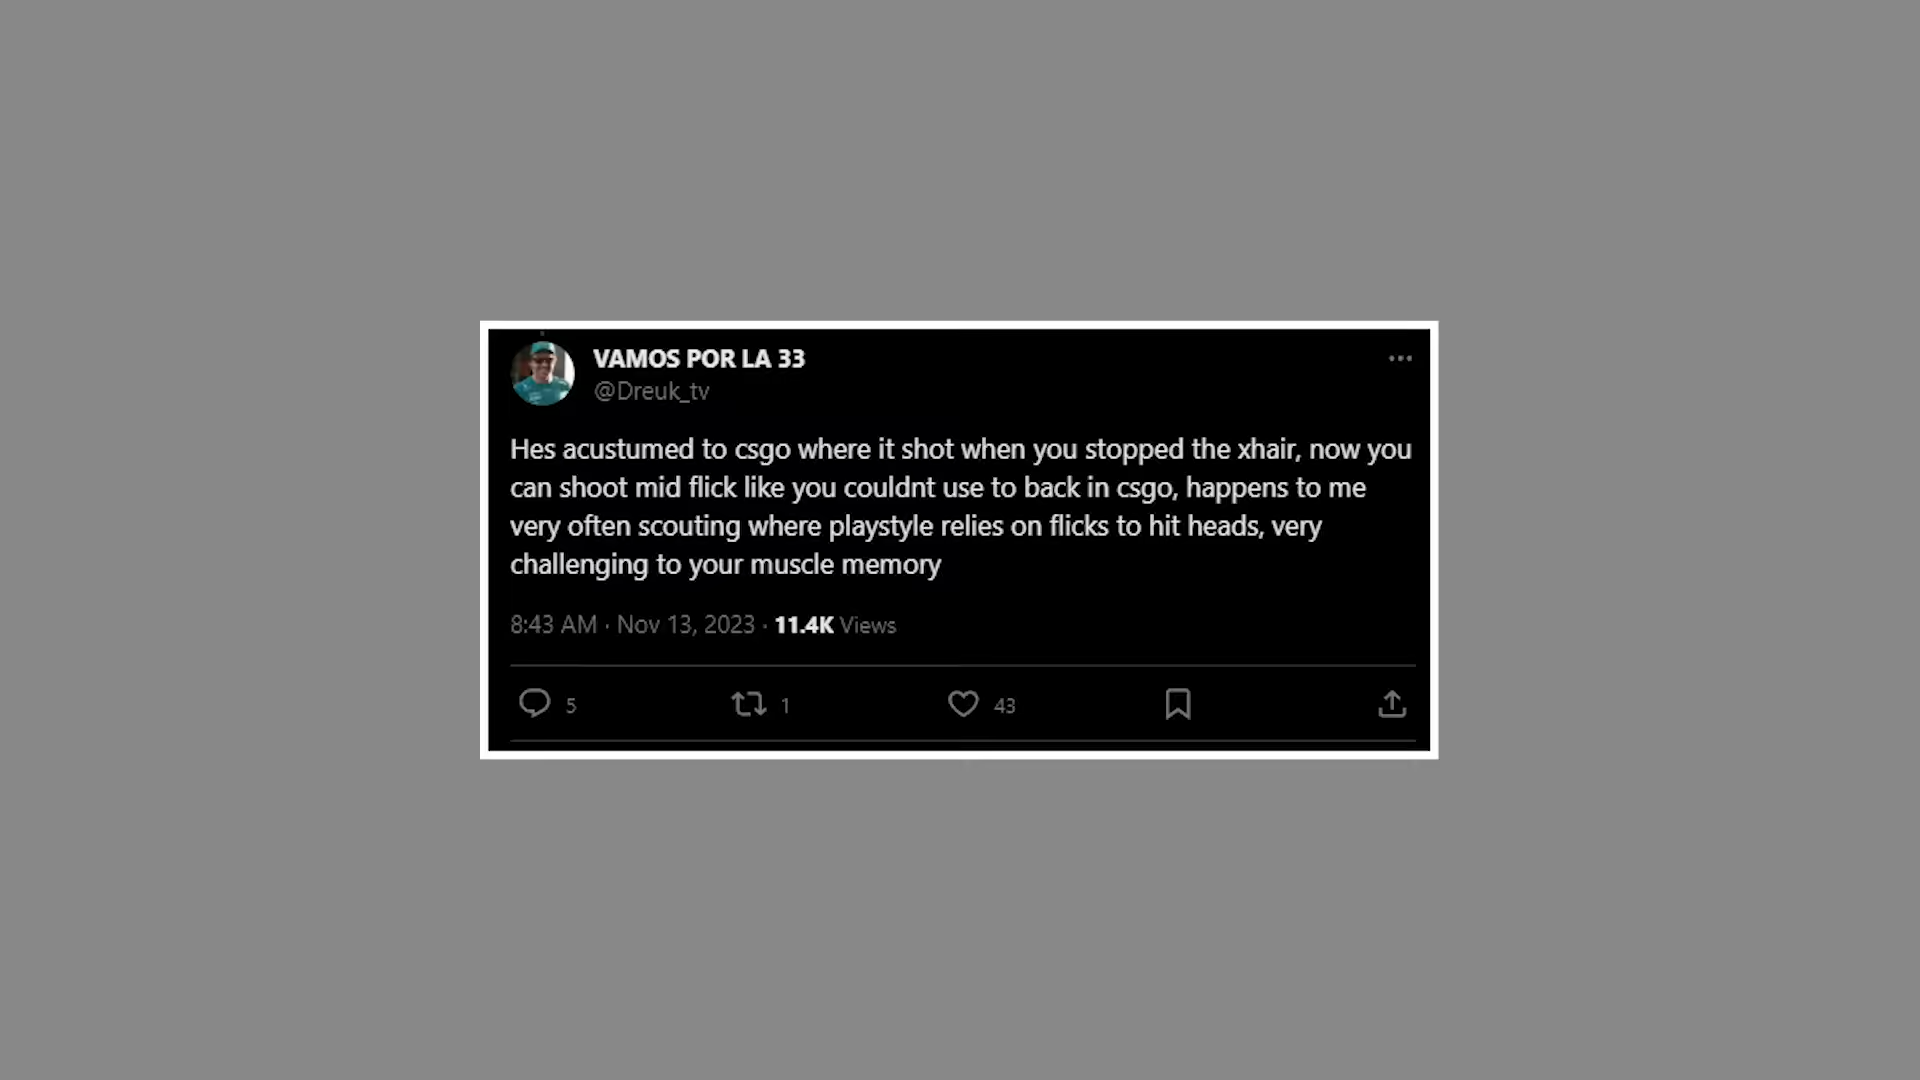 VAMOS POR LA 33
@Dreuk_tv
Hes acustumed to csgo where it shot when you stopped the xhair, now you
can shoot mid flick like you couldnt use to back in csgo, happens to me
very often scouting where playstyle relies on flicks to hit heads, very
challenging to your muscle memory
8:43 AM · Nov 13, 2023 · 11.4K Views
5 1 43